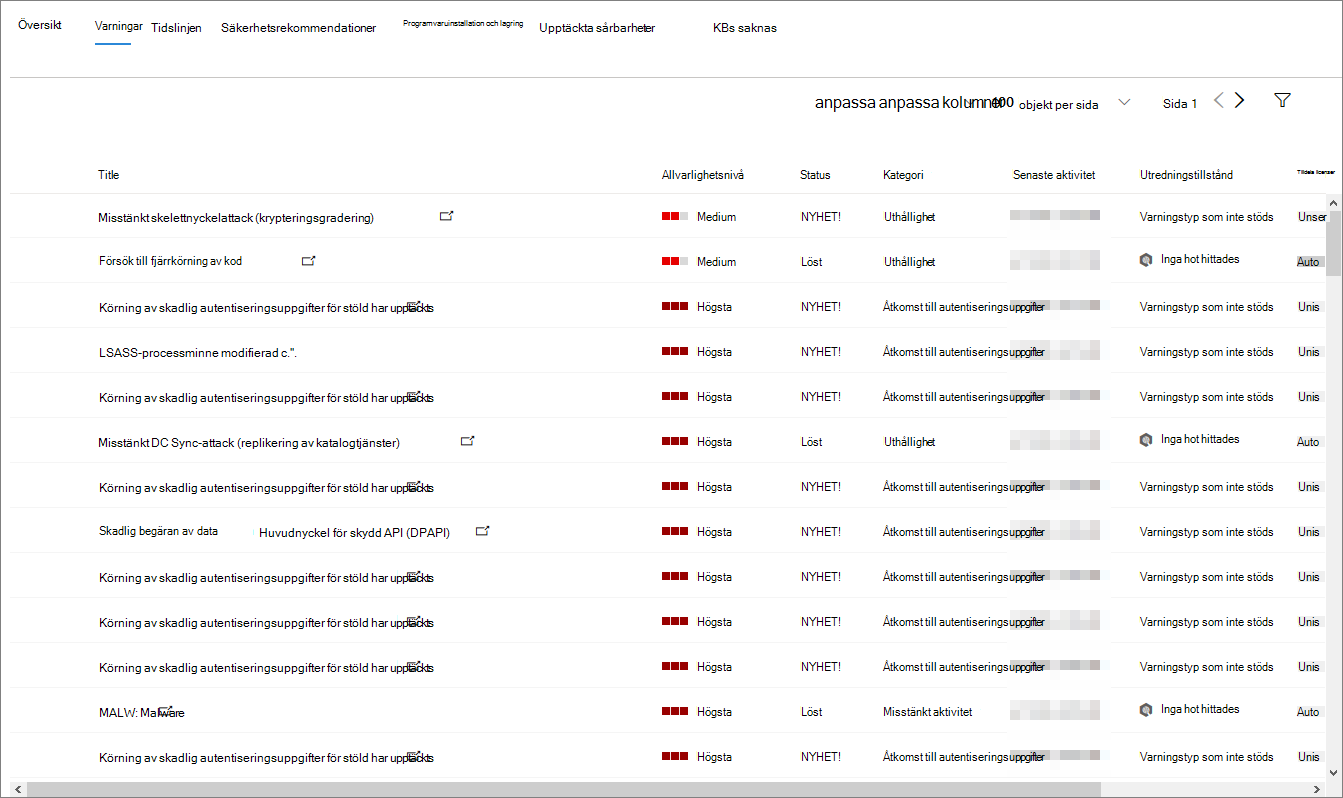 Översikt Varningar Tidslinjen Säkerhetsrekommendationer Programvaruinstallation och lagring Upptäckta sårbarheter KBs saknas
anpassa anpassa kolumner 100 objekt per sida Sida 1
Title Allvarlighetsnivå Status Kategori Senaste aktivitet Utredningstillstånd Tilldela licenser
Misstänkt skelettnyckelattack (krypteringsgradering) Medium NYHET! Uthållighet Varningstyp som inte stöds Unser
Försök till fjärrkörning av kod Medium Löst Uthållighet Inga hot hittades Auto
Körning av skadlig autentiseringsuppgifter för stöld har upptäckts Högsta NYHET! Åtkomst till autentiseringsuppgifter Varningstyp som inte stöds Unis
LSASS-processminne modifierad c.". Högsta NYHET! Åtkomst till autentiseringsuppgifter Varningstyp som inte stöds Unis
Körning av skadlig autentiseringsuppgifter för stöld har upptäckts Högsta NYHET! Åtkomst till autentiseringsuppgifter Varningstyp som inte stöds Unis
Misstänkt DC Sync-attack (replikering av katalogtjänster) Högsta Löst Uthållighet Inga hot hittades Auto
Körning av skadlig autentiseringsuppgifter för stöld har upptäckts Högsta NYHET! Åtkomst till autentiseringsuppgifter Varningstyp som inte stöds Unis
Skadlig begäran av data Huvudnyckel för skydd API (DPAPI) Högsta NYHET! Åtkomst till autentiseringsuppgifter Varningstyp som inte stöds Unis
Körning av skadlig autentiseringsuppgifter för stöld har upptäckts Högsta NYHET! Åtkomst till autentiseringsuppgifter Varningstyp som inte stöds Unis
Körning av skadlig autentiseringsuppgifter för stöld har upptäckts Högsta NYHET! Åtkomst till autentiseringsuppgifter Varningstyp som inte stöds Unis
Körning av skadlig autentiseringsuppgifter för stöld har upptäckts Högsta NYHET! Åtkomst till autentiseringsuppgifter Varningstyp som inte stöds Unis
MALW: Malware Högsta Löst Misstänkt aktivitet Inga hot hittades Auto
Körning av skadlig autentiseringsuppgifter för stöld har upptäckts Högsta NYHET! Åtkomst till autentiseringsuppgifter Varningstyp som inte stöds Unis